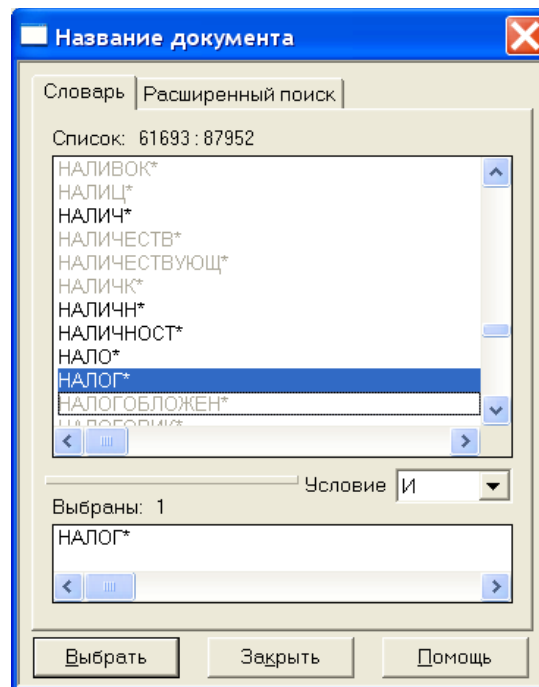 Название документа
Словарь Расширенный поиск
Список: 61693 : 87952
НАЛИВОК*
НАЛИЦ*
НАЛИЧ*
НАЛИЧЕСТВ*
НАЛИЧЕСТВУЮЩ*
НАЛИЧК*
НАЛИЧН*
НАЛИЧНОСТ*
НАЛО*
НАЛОГ*
НАЛОГОБЛОЖЕН*
Условие И
Выбраны: 1
НАЛОГ*
Выбрать Закрыть Помощь